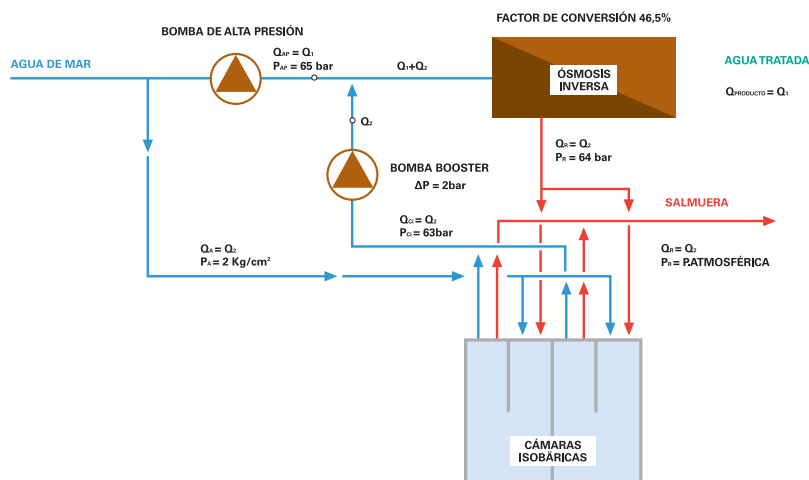 FACTOR DE CONVERSIÓN 46,5%
BOMBA DE ALTA PRESIÓN
AGUA DE MAR
QAP = Q1
PAP = 65 bar
Q1+Q2
ÓSMOSIS
INVERSA
AGUA TRATADA
QPRODUCTO = Q1
Q2
QR = Q2
PR = 64 bar
BOMBA BOOSTER
ΔP = 2bar
SALMUERA
QCI = Q2
PCI = 63bar
QA = Q2
PA = 2 Kg/cm²
QR = Q2
PR = P.ATMOSFÉRICA
CÁMARAS
ISOBÄRICAS